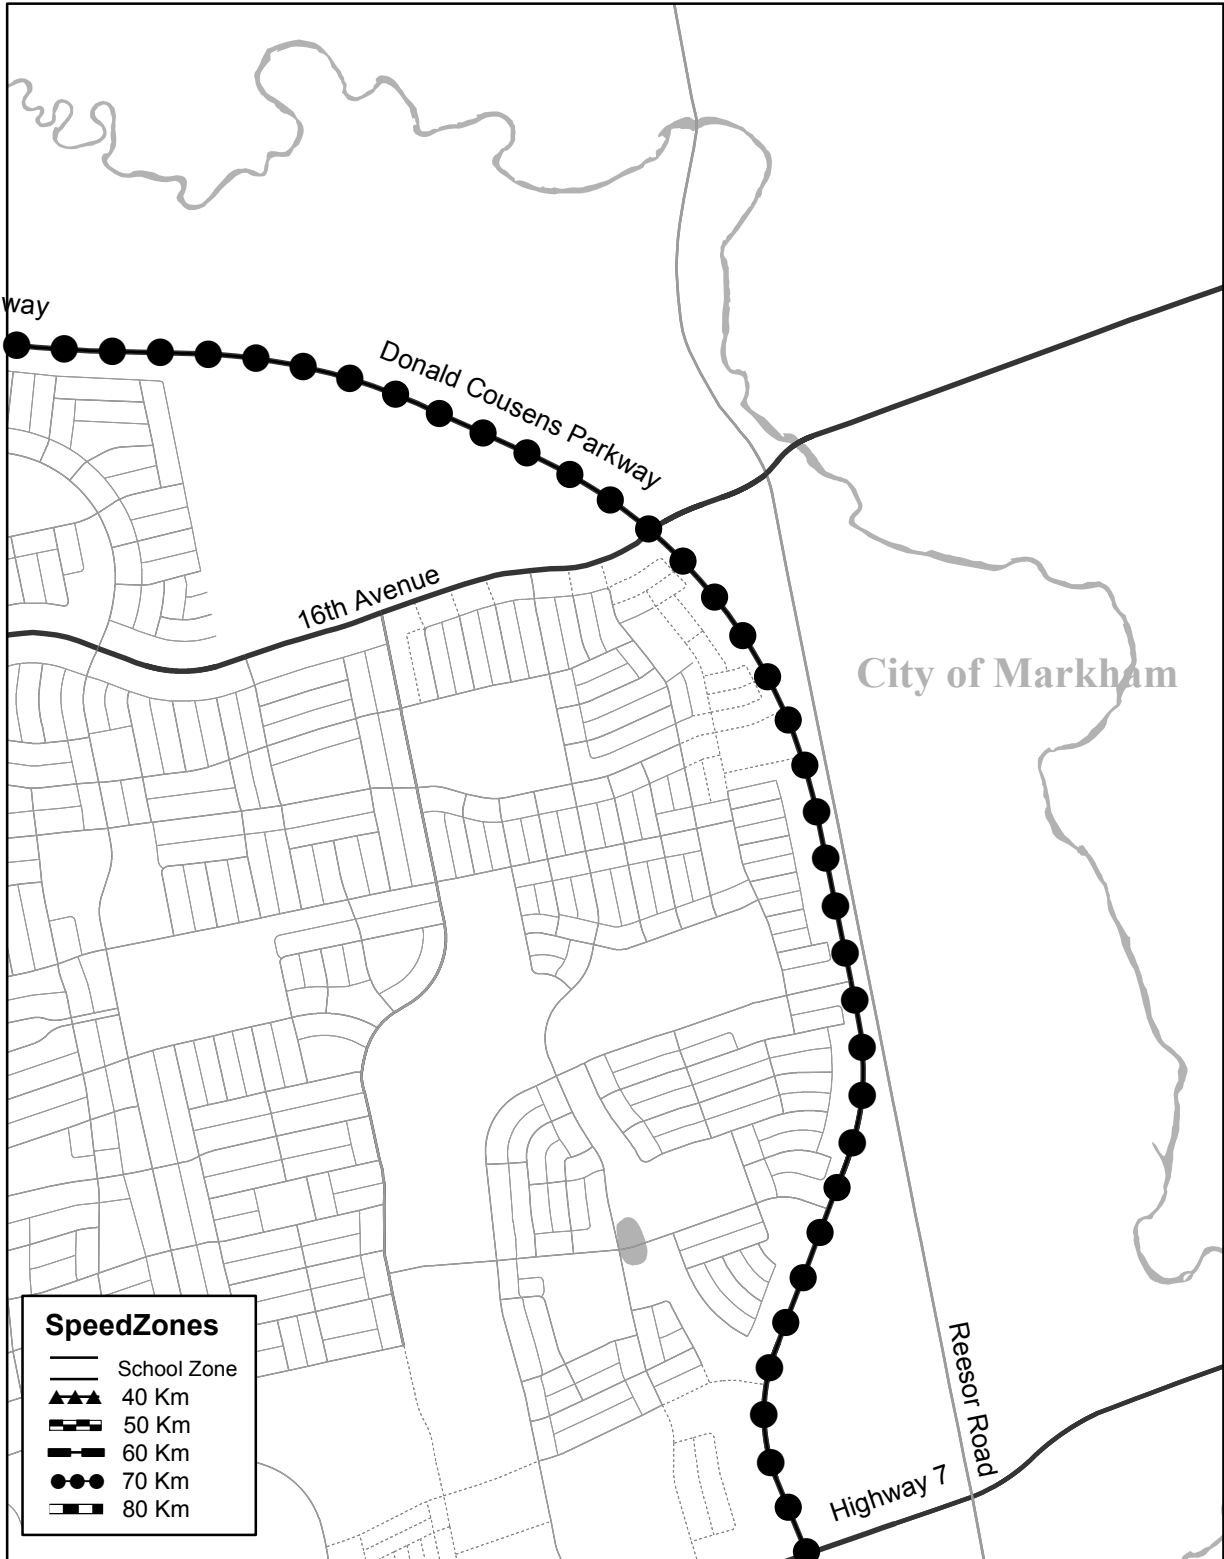 way
Donald Cousens Parkway
16th Avenue
City of Markham
Reesor Road
Highway 7
SpeedZones
School Zone
40 Km
50 Km
60 Km
70 Km
80 Km